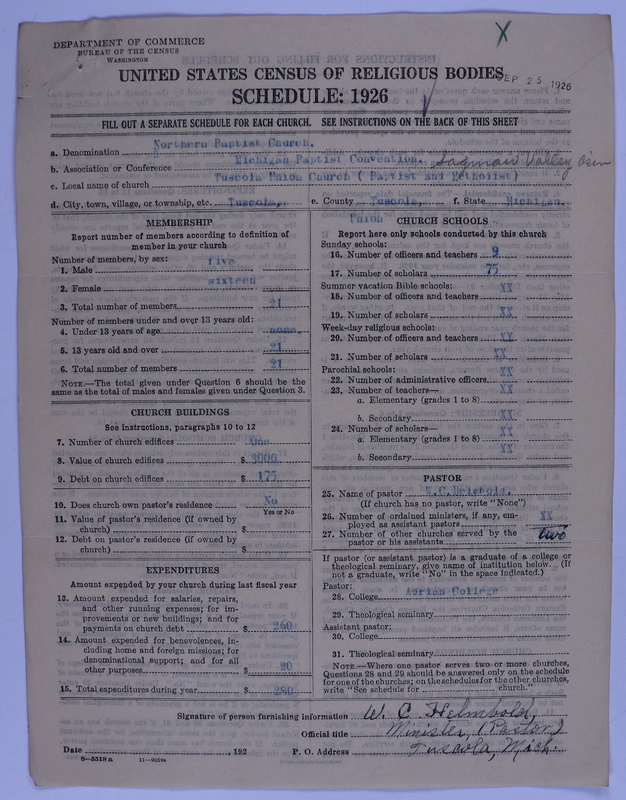 DEPARTMENT OF COMMERCE
BUREAU OF THE CENSUS
WASHINGTON
X
UNITED STATES CENSUS OF RELIGIOUS BODIES
SEP 25 1926
SCHEDULE: 1926
FILL OUT A SEPARATE SCHEDULE FOR EACH CHURCH. SEE INSTRUCTIONS ON THE BACK OF THIS SHEET
a. Denomination Northern Baptist Church.
b. Association or Conference Michigan Baptist Convention. Saginaw Valley Assn
c. Local name of church Tuscola Union Church ( Baptist and Methodist)
d. City, town, village, or township, etc. Tuscola, e. County Tuscola, f. State Michigan.
MEMBERSHIP
Report number of members according to definition of
member in your church
Number of members, by sex:
1. Male five
2. Female sixteen
3. Total number of members 21
Number of members under and over 13 years old:
4. Under 13 years of age none.
5. 13 years old and over 21
6. Total number of members 21
NOTE.—The total given under Question 6 should be the
same as the total of males and females given under Question 3.
CHURCH BUILDINGS
See instructions, paragraphs 10 to 12
7. Number of church edifices One
8. Value of church edifices $ 3000.
9. Debt on church edifices $ 175
10. Does church own pastor's residence No
Yes or No
11. Value of pastor's residence (if owned by
church) $
12. Debt on pastor's residence (if owned by
church) $
EXPENDITURES
Amount expended by your church during last fiscal year
13. Amount expended for salaries, repairs,
and other running expenses; for im-
provements or new buildings; and for
payments on church debt $ 260
14. Amount expended for benevolences, in-
cluding home and foreign missions; for
denominational support; and for all
other purposes $ 20
15. Total expenditures during year $ 280
Union
CHURCH SCHOOLS
Report here only schools conducted by this church
Sunday schools:
16. Number of officers and teachers 9
17. Number of scholars 75
Summer vacation Bible schools:
18. Number of officers and teachers XX
19. Number of scholars XX
Week-day religious schools:
20. Number of officers and teachers XX
21. Number of scholars XX
Parochial schools:
22. Number of administrative officers XX
23. Number of teachers—
a. Elementary (grades 1 to 8) XX
b. Secondary XX
24. Number of scholars—
a. Elementary (grades 1 to 8) XX
b. Secondary XX
PASTOR
25. Name of pastor W.C.Helmbold.
(If church has no pastor, write "None")
26. Number of ordained ministers, if any, em-
ployed as assistant pastors XX
27. Number of other churches served by the
pastor or his assistants two
If pastor (or assistant pastor) is a graduate of a college or
theological seminary, give name of institution below. (If
not a graduate, write "No" in the space indicated.)
Pastor:
28. College Adrian College
29. Theological seminary
Assistant pastor:
30. College
31. Theological seminary
NOTE.—Where one pastor serves two or more churches,
Questions 28 and 29 should be answered only on the schedule
for one of the churches; on the schedules for the other churches,
write "See schedule for church."
Signature of person furnishing information W. C. Helmbold,
Official title Minister, (Pastor)
Date , 192 P. O. Address Tuscola, Mich.
8—5518 a